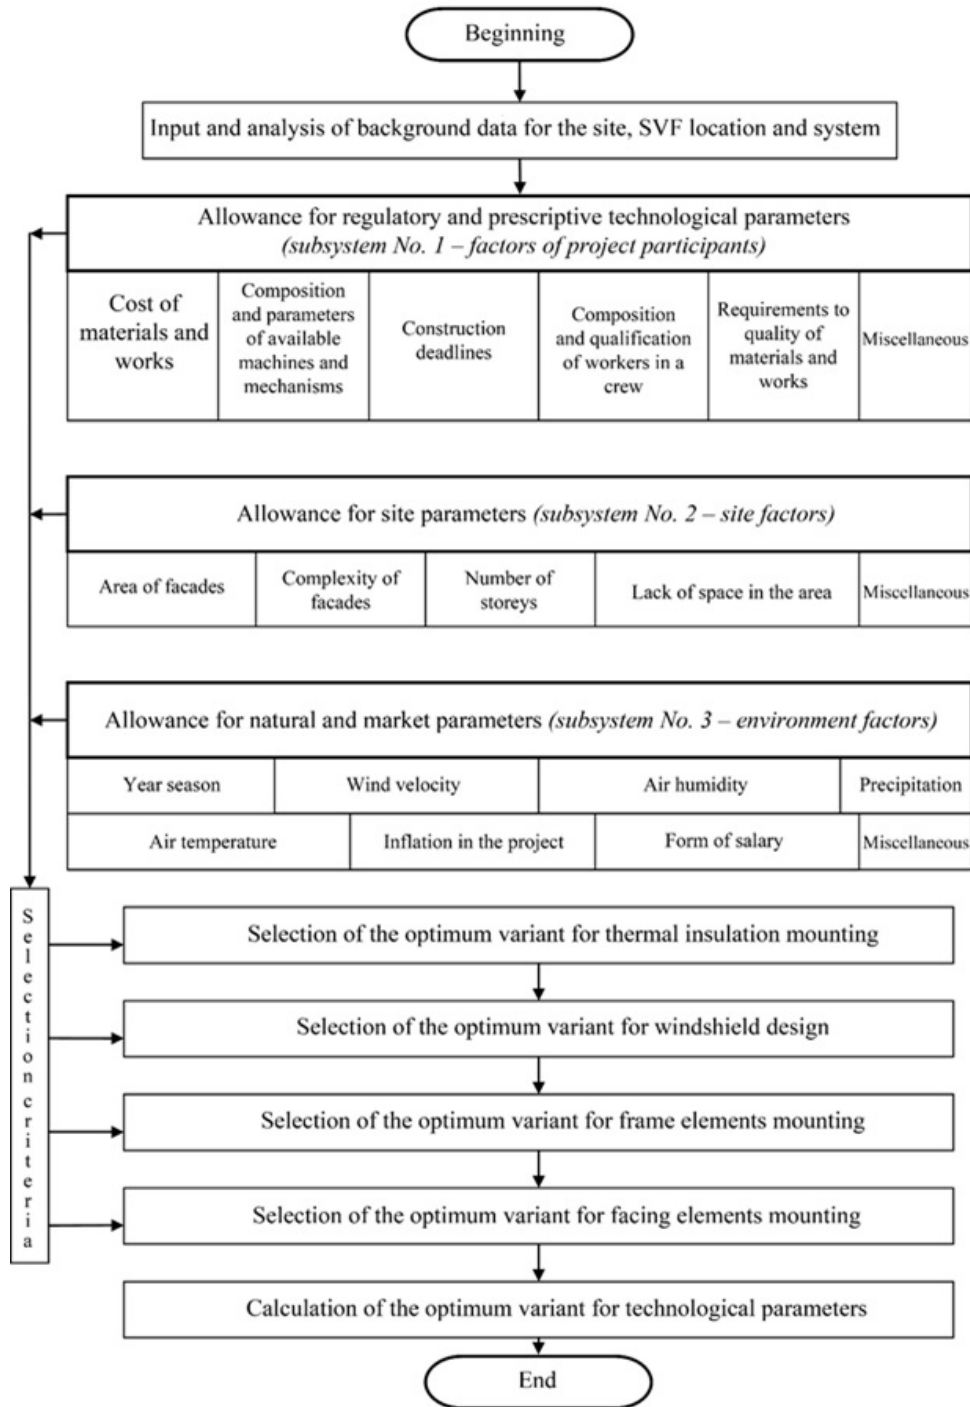 Beginning
Input and analysis of background data for the site, SVF location and system
Allowance for regulatory and prescriptive technological parameters
(subsystem No. 1 – factors of project participants)
Cost of
materials and
works
Composition
and parameters
of available
machines and
mechanisms
Construction
deadlines
Composition
and qualification
of workers in a
crew
Requirements to
quality of
materials and
works
Miscellaneous
Allowance for site parameters (subsystem No. 2 – site factors)
Area of facades
Complexity of
facades
Number of
storeys
Lack of space in the area
Miscellaneous
Allowance for natural and market parameters (subsystem No. 3 – environment factors)
Year season
Wind velocity
Air humidity
Precipitation
Air temperature
Inflation in the project
Form of salary
Miscellaneous
Selection criteria
Selection of the optimum variant for thermal insulation mounting
Selection of the optimum variant for windshield design
Selection of the optimum variant for frame elements mounting
Selection of the optimum variant for facing elements mounting
Calculation of the optimum variant for technological parameters
End